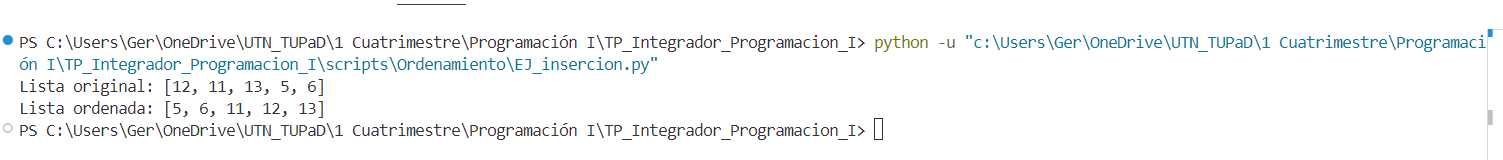 PS C:\Users\Ger\OneDrive\UTN_TUPaD\1 Cuatrimestre\Programación I\TP_Integrador_Programacion_I> python -u "c:\Users\Ger\OneDrive\UTN_TUPaD\1 Cuatrimestre\Programaci
ón I\TP_Integrador_Programacion_I\scripts\Ordenamiento\EJ_insercion.py"
Lista original: [12, 11, 13, 5, 6]
Lista ordenada: [5, 6, 11, 12, 13]
PS C:\Users\Ger\OneDrive\UTN_TUPaD\1 Cuatrimestre\Programación I\TP_Integrador_Programacion_I>